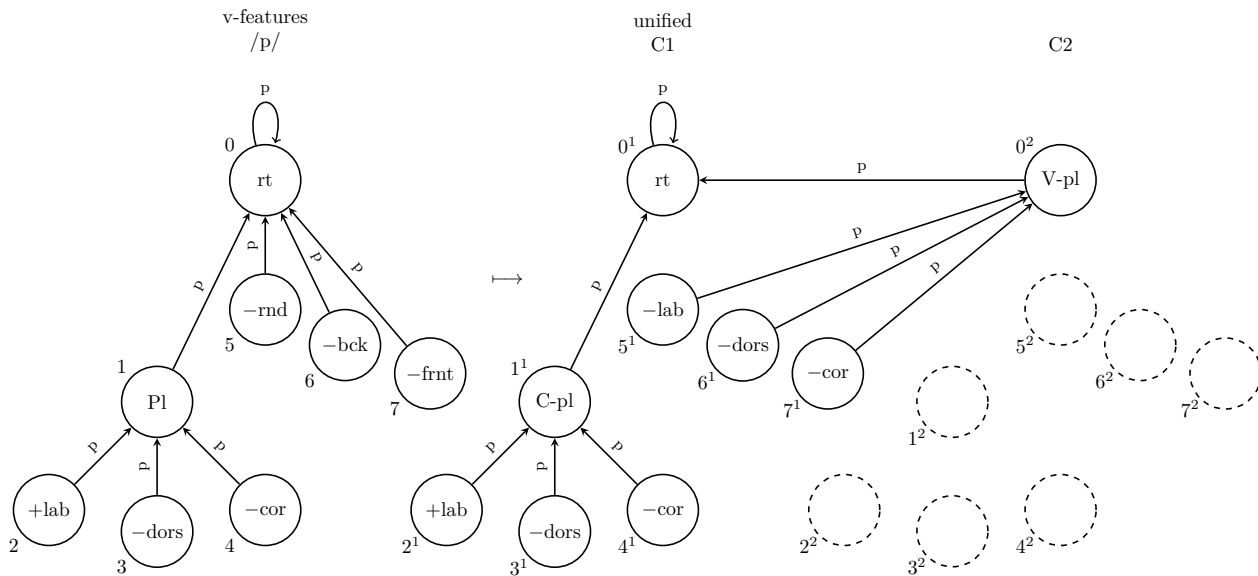 v-features
/p/
unified
C1
C2
p
p
0
rt
0¹
rt
p
0²
V-pl
p
p
p
p
p
p
p
p
p
⟼
−rnd
5
−bck
6
−frnt
7
−lab
5¹
−dors
6¹
−cor
7¹
5²
6²
7²
1
Pl
1¹
C-pl
1²
p
p
p
p
p
p
+lab
2
−dors
3
−cor
4
+lab
2¹
−dors
3¹
−cor
4¹
2²
3²
4²